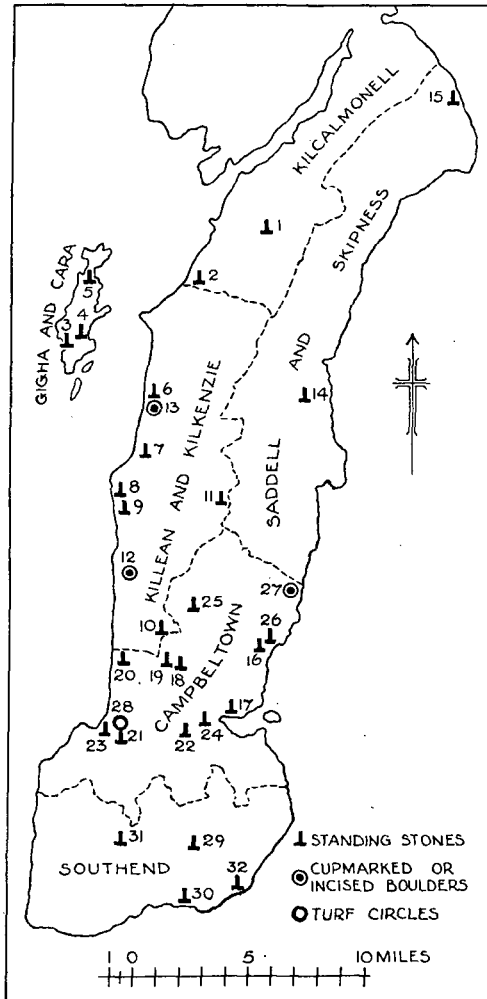 KILCALMONELL
15
SKIPNESS
1
2
GIGHA AND CARA
5
4
3
AND
14
6
13
7
KILLEAN AND KILKENZIE
8
9
11
SADDELL
12
27
25
26
10
16
CAMPBELTOWN
20
19
18
17
28
24
23
21
22
31
29
STANDING STONES
SOUTHEND
CUPMARKED OR
INCISED BOULDERS
32
30
TURF CIRCLES
1 0 5 10 MILES